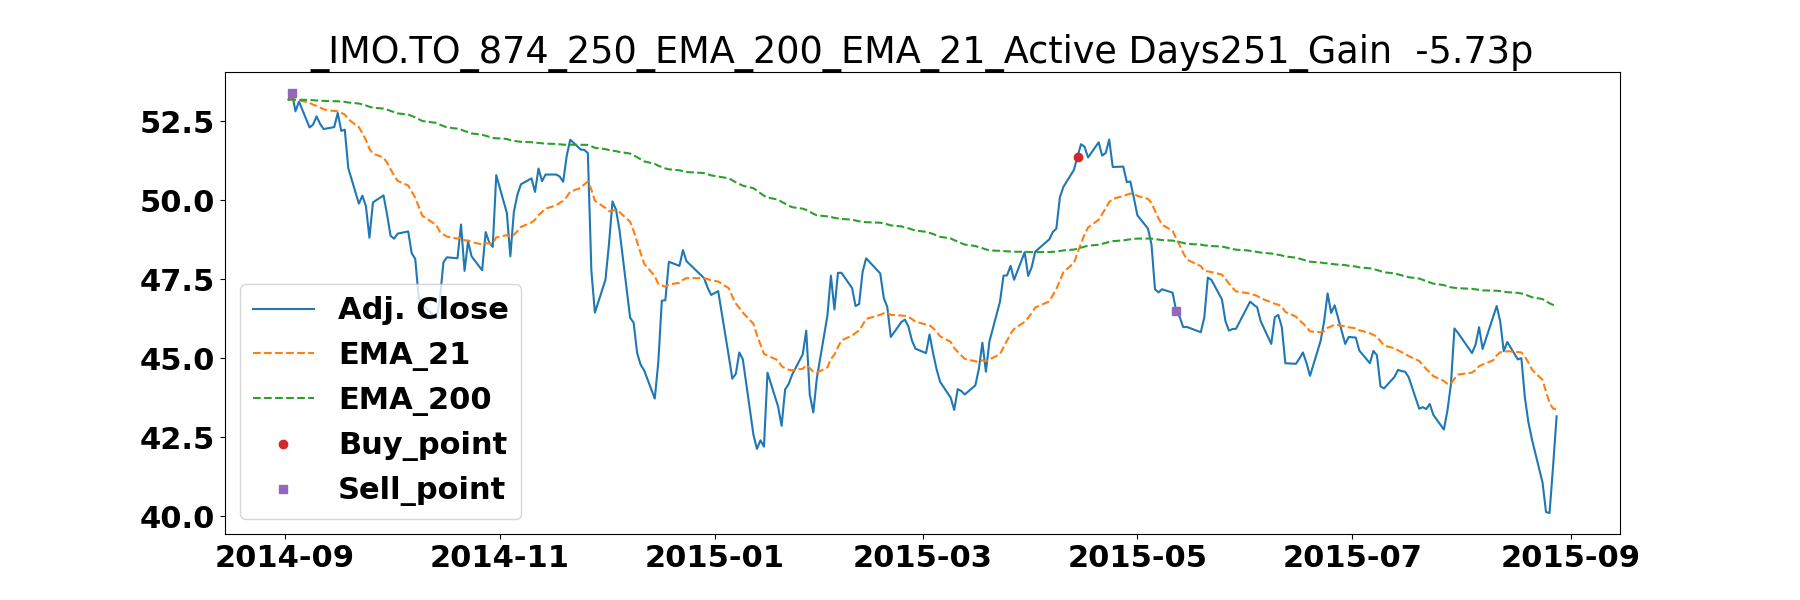 _IMO.TO_874_250_EMA_200_EMA_21_Active Days251_Gain  -5.73p
52.5
50.0
47.5
45.0
42.5
40.0
Adj. Close
EMA_21
EMA_200
Buy_point
Sell_point
2014-09 2014-11 2015-01 2015-03 2015-05 2015-07 2015-09